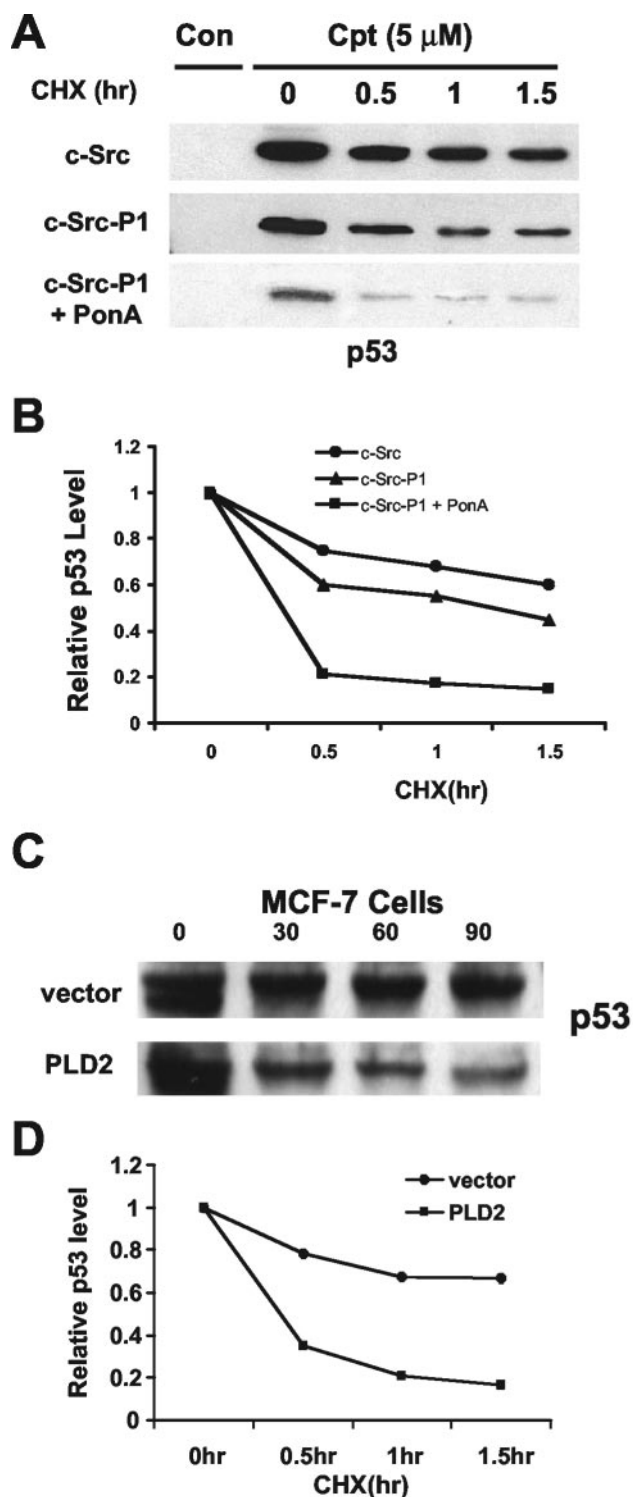 A
Con Cpt (5 μM)
CHX (hr) 0 0.5 1 1.5
c-Src
c-Src-P1
c-Src-P1
+ PonA
p53
B
1.2
1
0.8
0.6
0.4
0.2
0
Relative p53 Level
c-Src
c-Src-P1
c-Src-P1 + PonA
0 0.5 1 1.5
CHX(hr)
C
MCF-7 Cells
0 30 60 90
vector
p53
PLD2
D
1.2
1
0.8
0.6
0.4
0.2
0
Relative p53 level
vector
PLD2
0hr 0.5hr 1hr 1.5hr
CHX(hr)